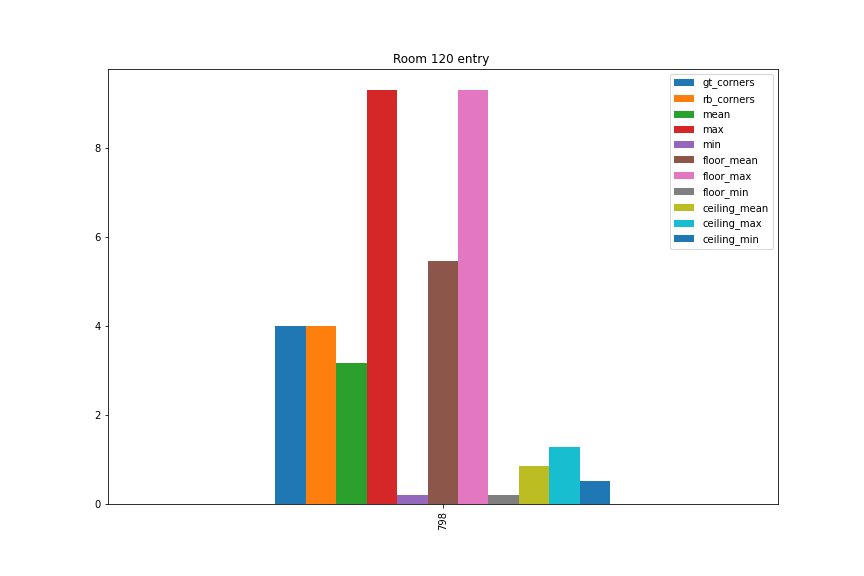 Room 120 entry
gt_corners
rb_corners
mean
max
min
floor_mean
floor_max
floor_min
ceiling_mean
ceiling_max
ceiling_min
8
6
4
2
0
798